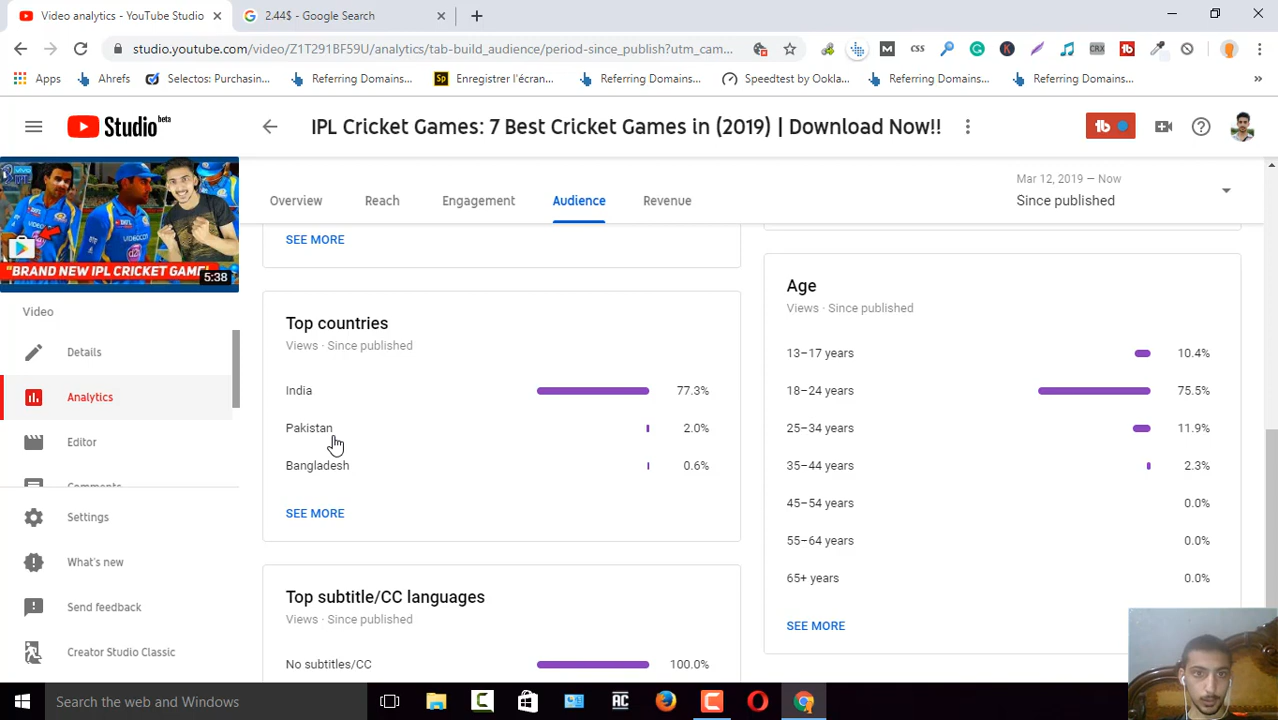 Video analytics - YouTube Studio
2.44$ - Google Search
studio.youtube.com/video/Z1T291BF59U/analytics/tab-build_audience/period-since_publish?utm_cam...
Apps
Ahrefs
Selectos: Purchasin...
Referring Domains...
Enregistrer l'écran...
Referring Domains...
Speedtest by Ookla...
Referring Domains...
Referring Domains...
Studio beta
IPL Cricket Games: 7 Best Cricket Games in (2019) | Download Now!!
Mar 12, 2019 – Now
Since published
Overview
Reach
Engagement
Audience
Revenue
"BRAND NEW IPL CRICKET GAME"
5:38
Video
Details
Analytics
Editor
Comments
Settings
What's new
Send feedback
Creator Studio Classic
SEE MORE
Top countries
Views · Since published
India 77.3%
Pakistan 2.0%
Bangladesh 0.6%
SEE MORE
Top subtitle/CC languages
Views · Since published
No subtitles/CC 100.0%
Age
Views · Since published
13–17 years 10.4%
18–24 years 75.5%
25–34 years 11.9%
35–44 years 2.3%
45–54 years 0.0%
55–64 years 0.0%
65+ years 0.0%
SEE MORE
Search the web and Windows